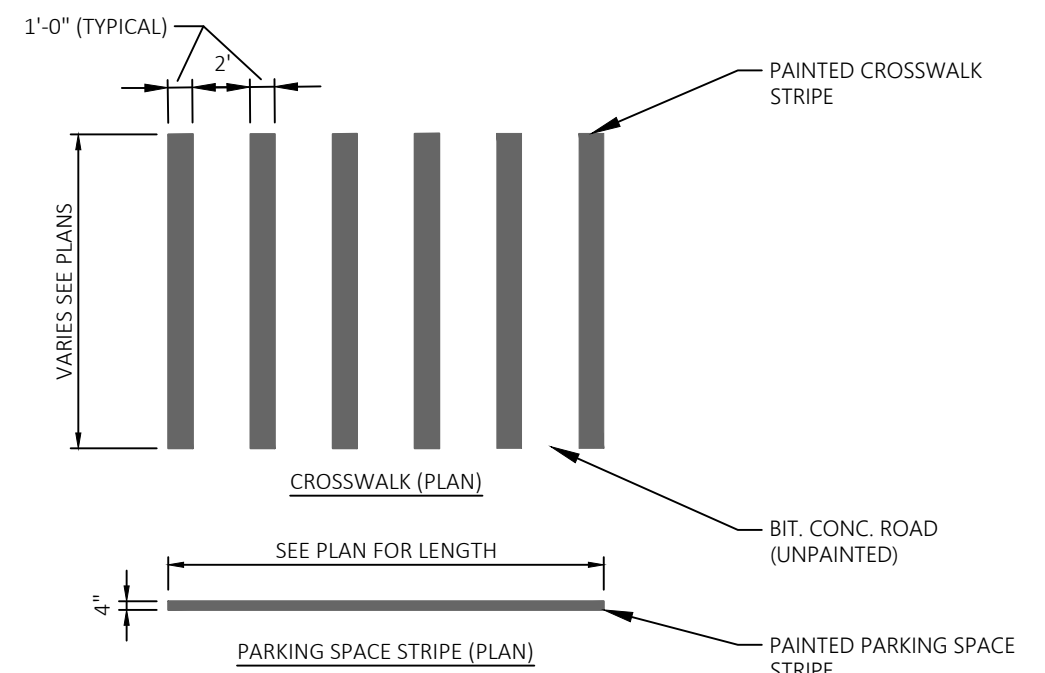 1'-0" (TYPICAL)
2'
PAINTED CROSSWALK
STRIPE
VARIES SEE PLANS
CROSSWALK (PLAN)
BIT. CONC. ROAD
(UNPAINTED)
SEE PLAN FOR LENGTH
4"
PARKING SPACE STRIPE (PLAN)
PAINTED PARKING SPACE
STRIPE